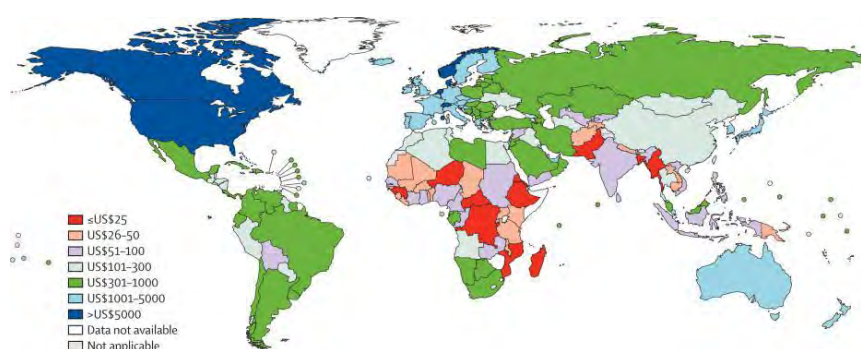 ≤US$25
US$26–50
US$51–100
US$101–300
US$301–1000
US$1001–5000
>US$5000
Data not available
Not applicable